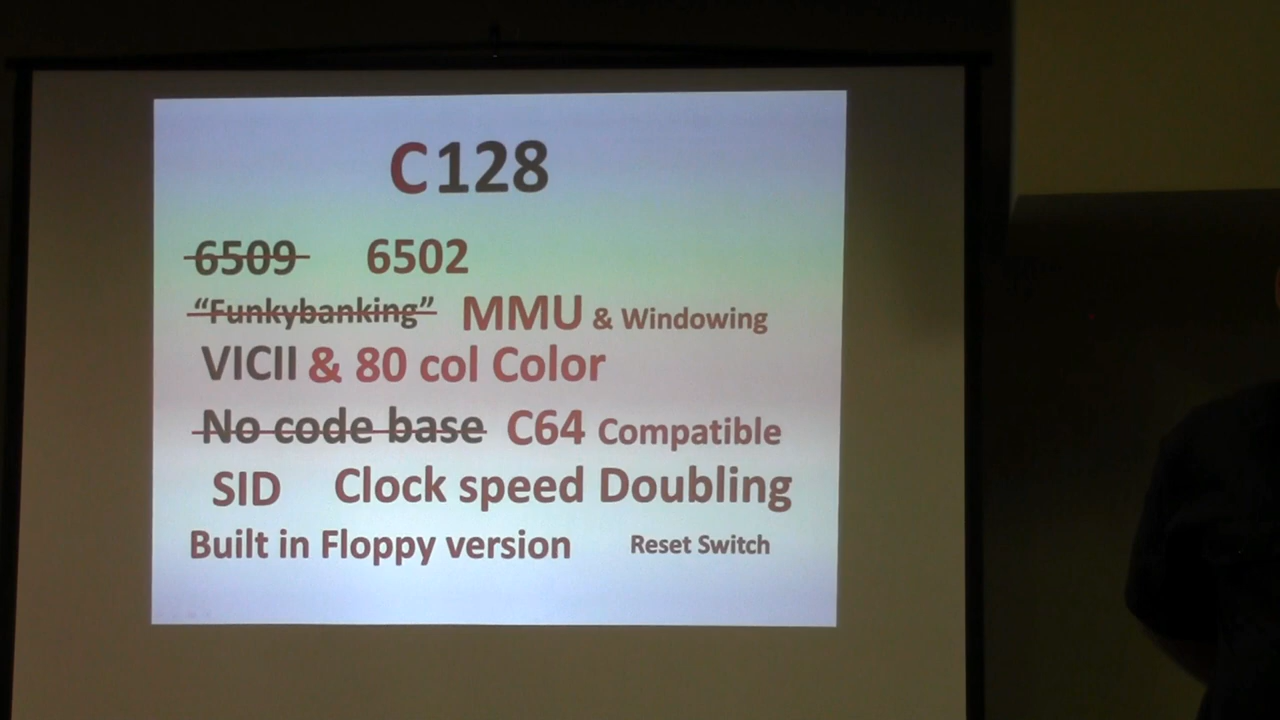 C128
6509 6502
“Funkybanking” MMU & Windowing
VICII & 80 col Color
No code base C64 Compatible
SID Clock speed Doubling
Built in Floppy version Reset Switch